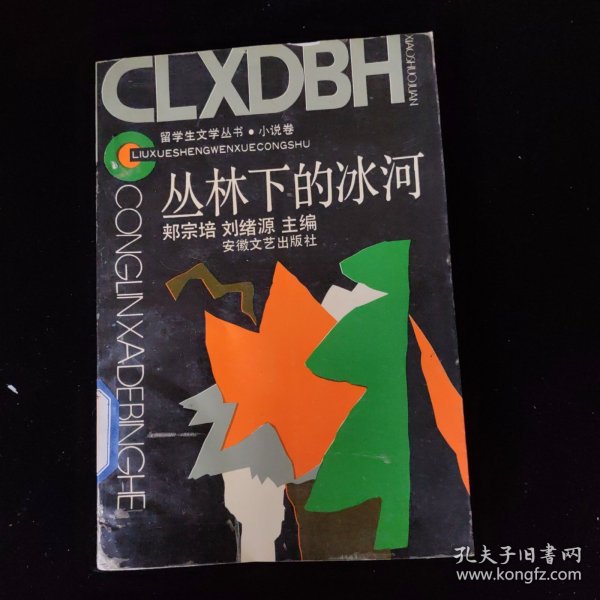 CLXDBH
XIAOSHUOJUAN
留学生文学丛书·小说卷
LIUXUESHENGWENXUECONGSHU
丛林下的冰河
郏宗培 刘绪源 主编
安徽文艺出版社
CONGLINXIADEBINGHE
孔夫子旧书网
www.kongfz.com